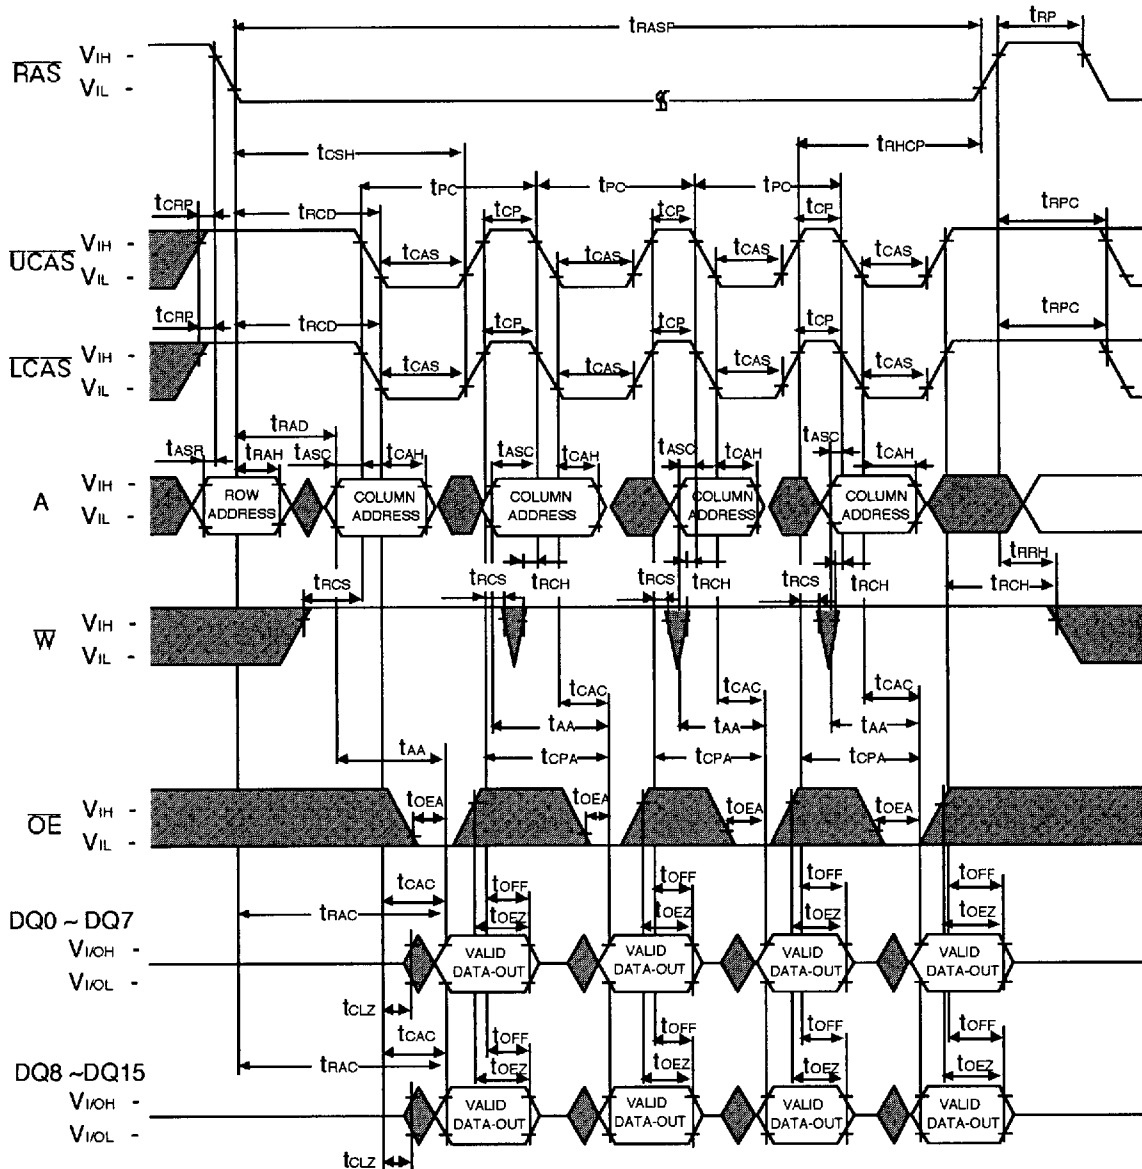 tRASP tRP
RAS VIH -
VIL -
tCSH tRHCP
tPC tPC tPC
tCRP tRCD tCP tCP tCP tRPC
UCAS VIH -
VIL -
tCAS tCAS tCAS tCAS
tCRP tRCD tCP tCP tCP tRPC
LCAS VIH -
VIL -
tCAS tCAS tCAS tCAS
tRAD
tASR tRAH tASC tCAH tASC tCAH tASC tCAH tASC tCAH
A VIH -
VIL -
ROW ADDRESS
COLUMN ADDRESS
COLUMN ADDRESS
COLUMN ADDRESS
COLUMN ADDRESS
tRCS tRCS tRCH tRCS tRCH tRCS tRCH tRCH tRRH
W VIH -
VIL -
tCAC tCAC tCAC
tAA tAA tAA
tAA tCPA tCPA tCPA
OE VIH -
VIL -
tOEA tOEA tOEA tOEA
tCAC tOFF tOFF tOFF tOFF
tRAC tOEZ tOEZ tOEZ tOEZ
DQ0 ~ DQ7
VI/OH -
VI/OL -
VALID DATA-OUT
VALID DATA-OUT
VALID DATA-OUT
VALID DATA-OUT
tCLZ
tCAC tOFF tOFF tOFF tOFF
tRAC tOEZ tOEZ tOEZ tOEZ
DQ8 ~DQ15
VI/OH -
VI/OL -
VALID DATA-OUT
VALID DATA-OUT
VALID DATA-OUT
VALID DATA-OUT
tCLZ